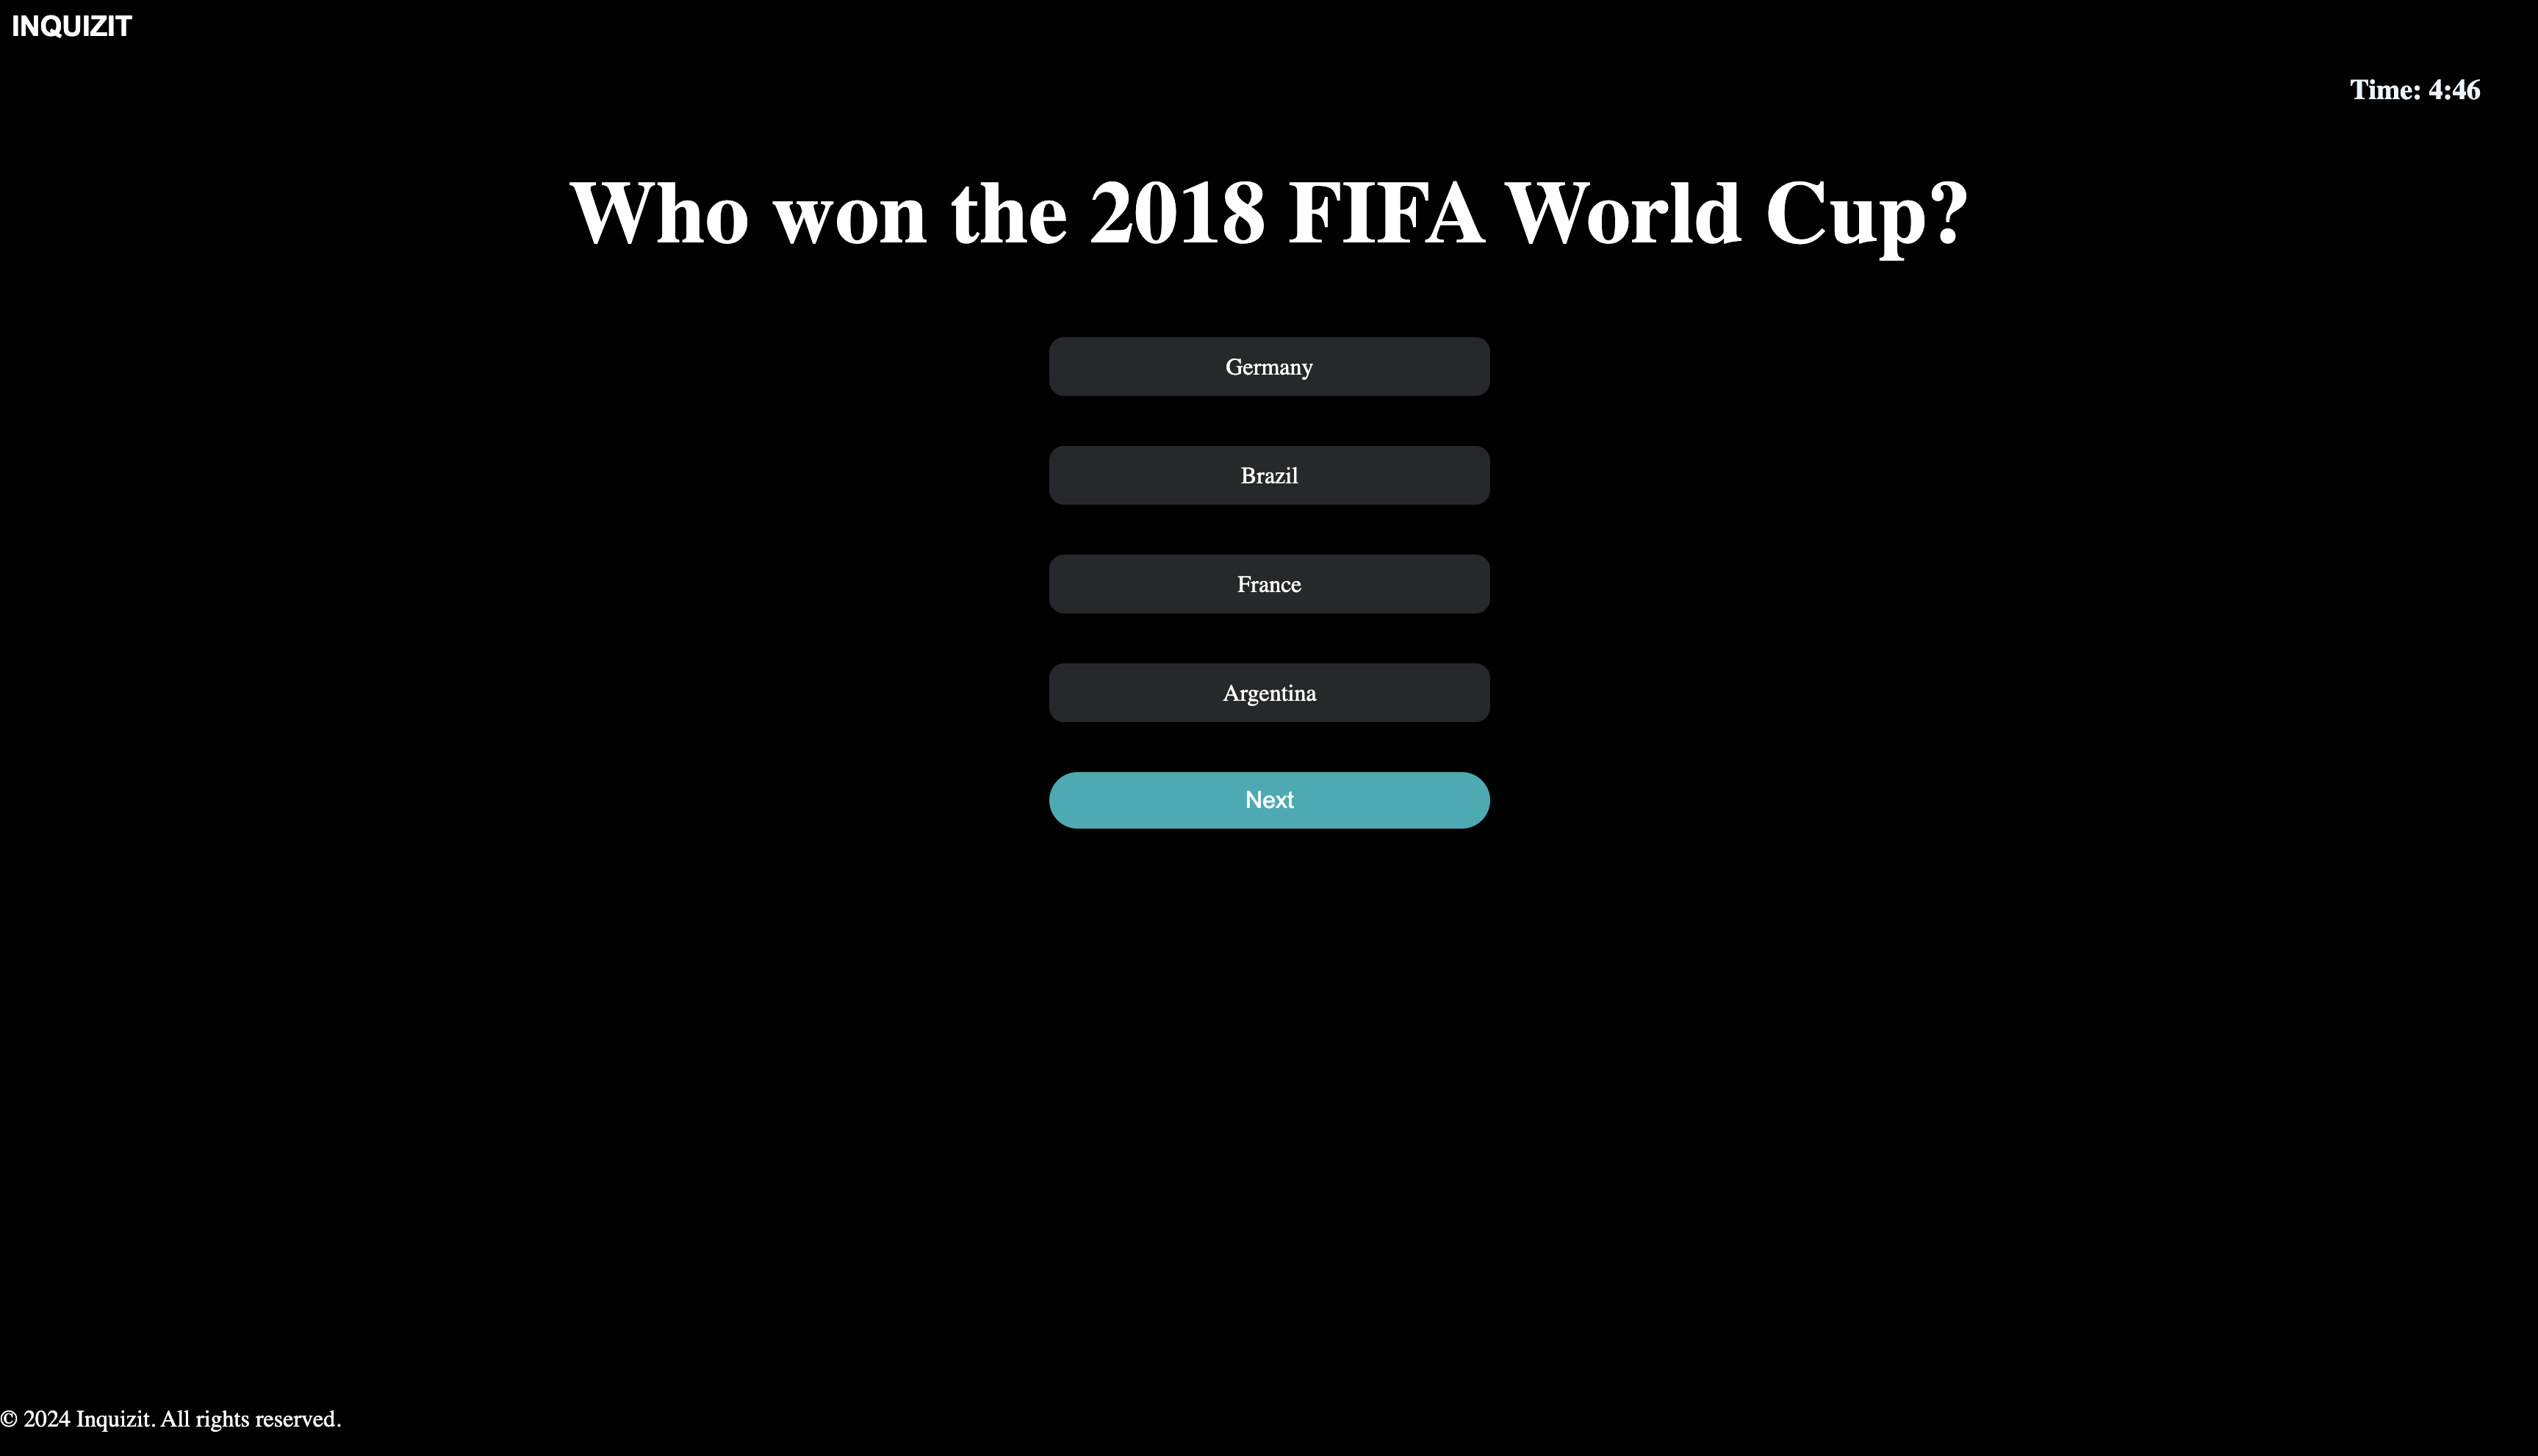 INQUIZIT
Time: 4:46
Who won the 2018 FIFA World Cup?
Germany
Brazil
France
Argentina
Next
© 2024 Inquizit. All rights reserved.